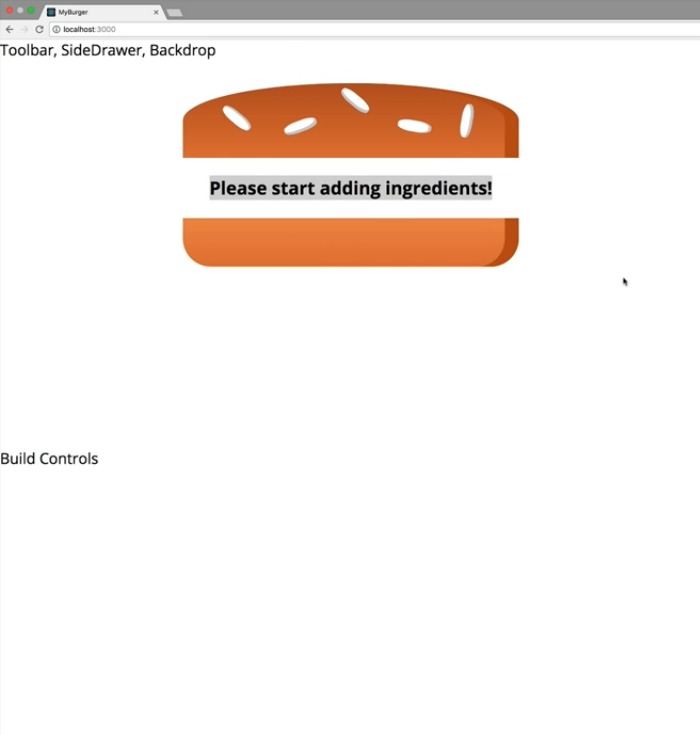 MyBurger
localhost:3000
Toolbar, SideDrawer, Backdrop
Please start adding ingredients!
Build Controls